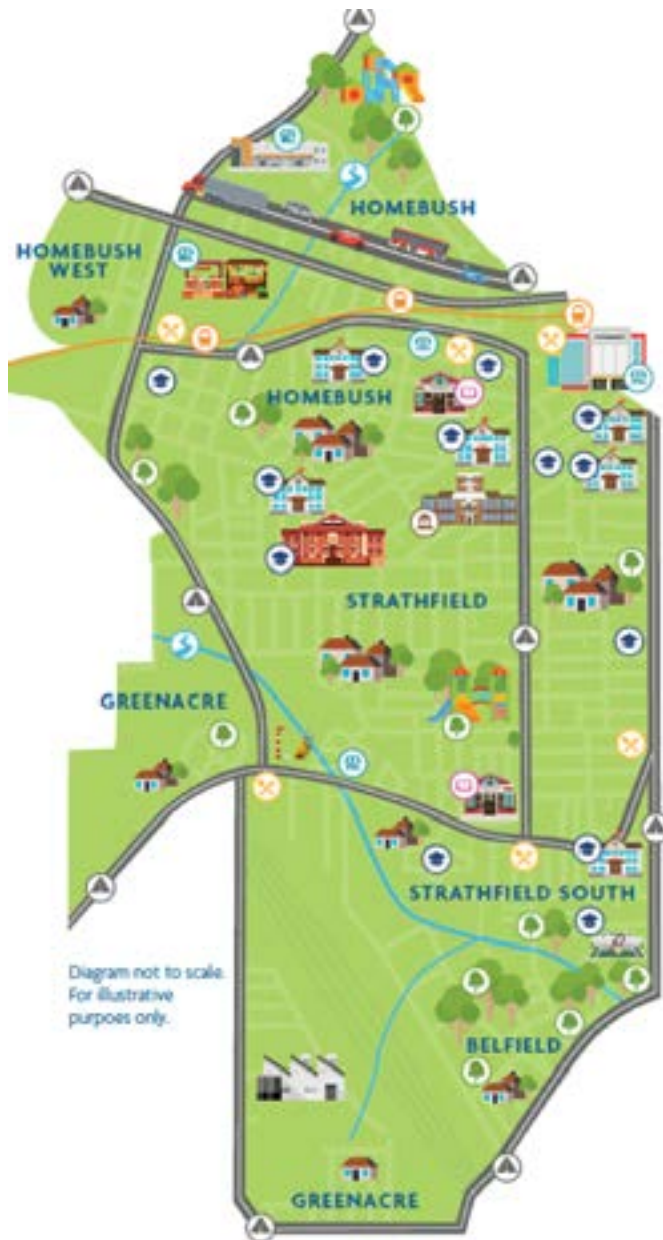 HOMEBUSH
HOMEBUSH
WEST
HOMEBUSH
STRATHFIELD
GREENACRE
STRATHFIELD SOUTH
Diagram not to scale.
For illustrative
purpoes only.
BELFIELD
GREENACRE